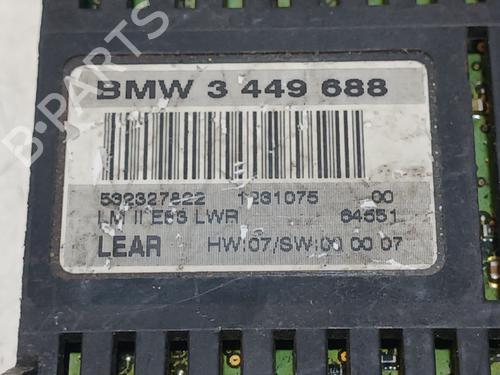 BMW 3 449 688
532327822 1231075 00
LM II E83 LWR 64551
LEAR HW:07/SW:00 00 07
B-PARTS